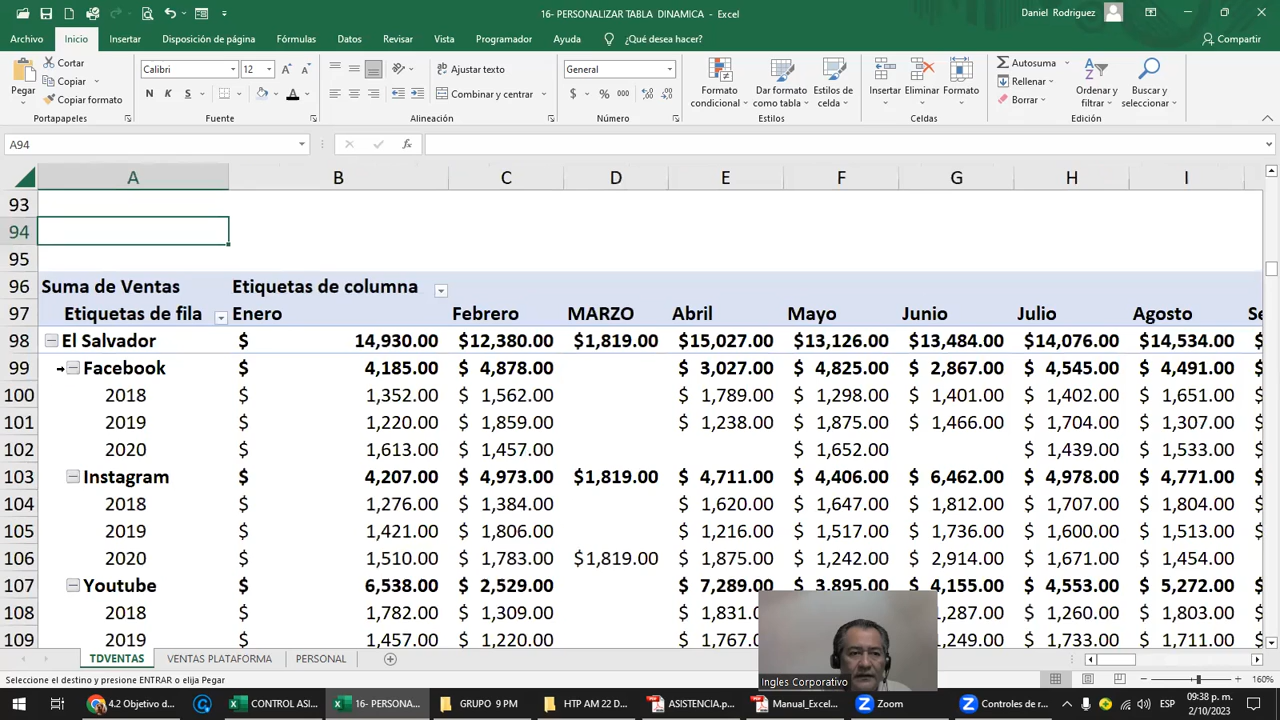 16- PERSONALIZAR TABLA DINAMICA - Excel
Daniel Rodriguez
Archivo Inicio Insertar Disposición de página Fórmulas Datos Revisar Vista Programador Ayuda ¿Qué desea hacer? Compartir
Pegar
Cortar
Copiar
Copiar formato
Portapapeles
Calibri 12
N K S
Fuente
Ajustar texto
Combinar y centrar
Alineación
General
$ % 000
Número
Formato condicional
Dar formato como tabla
Estilos de celda
Estilos
Insertar Eliminar Formato
Celdas
Autosuma
Rellenar
Borrar
Ordenar y filtrar
Buscar y seleccionar
Edición
A94
A B C D E F G H I
93
94
95
96 Suma de Ventas Etiquetas de columna
97 Etiquetas de fila Enero Febrero MARZO Abril Mayo Junio Julio Agosto Se
98 El Salvador $ 14,930.00 $12,380.00 $1,819.00 $15,027.00 $13,126.00 $13,484.00 $14,076.00 $14,534.00 $
99 Facebook $ 4,185.00 $ 4,878.00 $ 3,027.00 $ 4,825.00 $ 2,867.00 $ 4,545.00 $ 4,491.00 $
100 2018 $ 1,352.00 $ 1,562.00 $ 1,789.00 $ 1,298.00 $ 1,401.00 $ 1,402.00 $ 1,651.00 $
101 2019 $ 1,220.00 $ 1,859.00 $ 1,238.00 $ 1,875.00 $ 1,466.00 $ 1,704.00 $ 1,307.00 $
102 2020 $ 1,613.00 $ 1,457.00 $ 1,652.00 $ 1,439.00 $ 1,533.00 $
103 Instagram $ 4,207.00 $ 4,973.00 $1,819.00 $ 4,711.00 $ 4,406.00 $ 6,462.00 $ 4,978.00 $ 4,771.00 $
104 2018 $ 1,276.00 $ 1,384.00 $ 1,620.00 $ 1,647.00 $ 1,812.00 $ 1,707.00 $ 1,804.00 $
105 2019 $ 1,421.00 $ 1,806.00 $ 1,216.00 $ 1,517.00 $ 1,736.00 $ 1,600.00 $ 1,513.00 $
106 2020 $ 1,510.00 $ 1,783.00 $1,819.00 $ 1,875.00 $ 1,242.00 $ 2,914.00 $ 1,671.00 $ 1,454.00 $
107 Youtube $ 6,538.00 $ 2,529.00 $ 7,289.00 $ 3,895.00 $ 4,155.00 $ 4,553.00 $ 5,272.00 $
108 2018 $ 1,782.00 $ 1,309.00 $ 1,831.0 1,287.00 $ 1,260.00 $ 1,803.00 $
109 2019 $ 1,457.00 $ 1,220.00 $ 1,767.0 1,249.00 $ 1,733.00 $ 1,711.00 $
Ingles Corporativo
TDVENTAS VENTAS PLATAFORMA PERSONAL
Seleccione el destino y presione ENTRAR o elija Pegar
160%
4.2 Objetivo d... CONTROL ASI... 16- PERSONA... GRUPO 9 PM HTP AM 22 D... ASISTENCIA.p... Manual_Exce... Zoom Controles de r... ESP
09:38 p. m.
2/10/2023